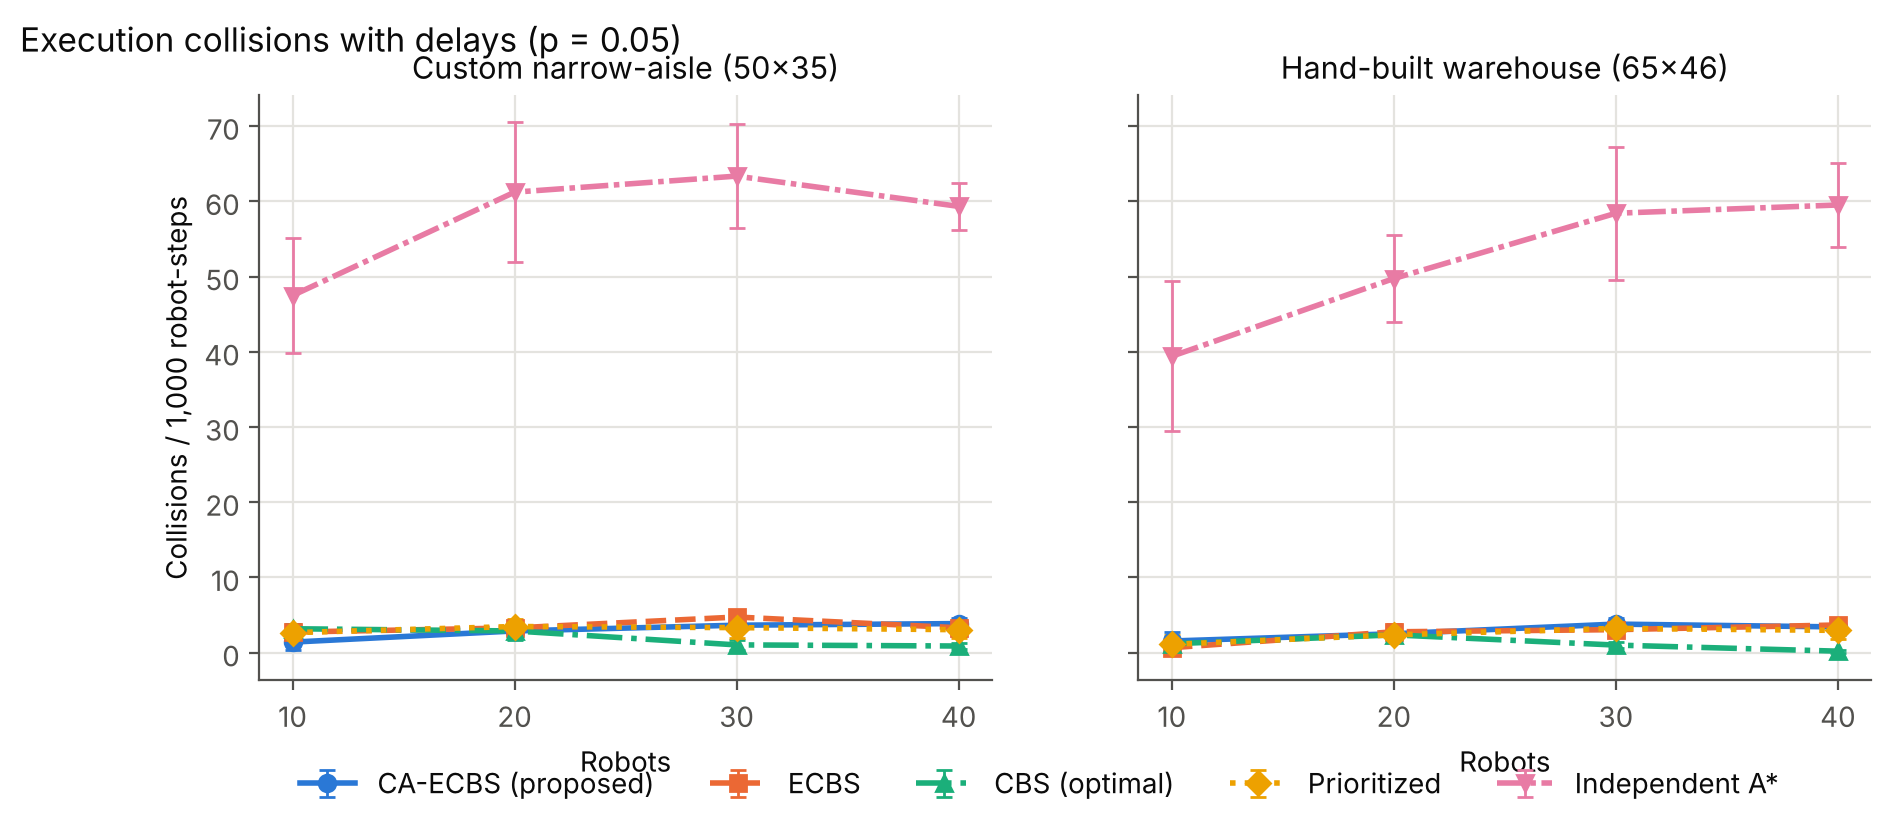 Execution collisions with delays (p = 0.05)
Custom narrow-aisle (50×35)
Hand-built warehouse (65×46)
Collisions / 1,000 robot-steps
70
60
50
40
30
20
10
0
10 20 30 40
10 20 30 40
Robots
Robots
CA-ECBS (proposed) ECBS CBS (optimal) Prioritized Independent A*